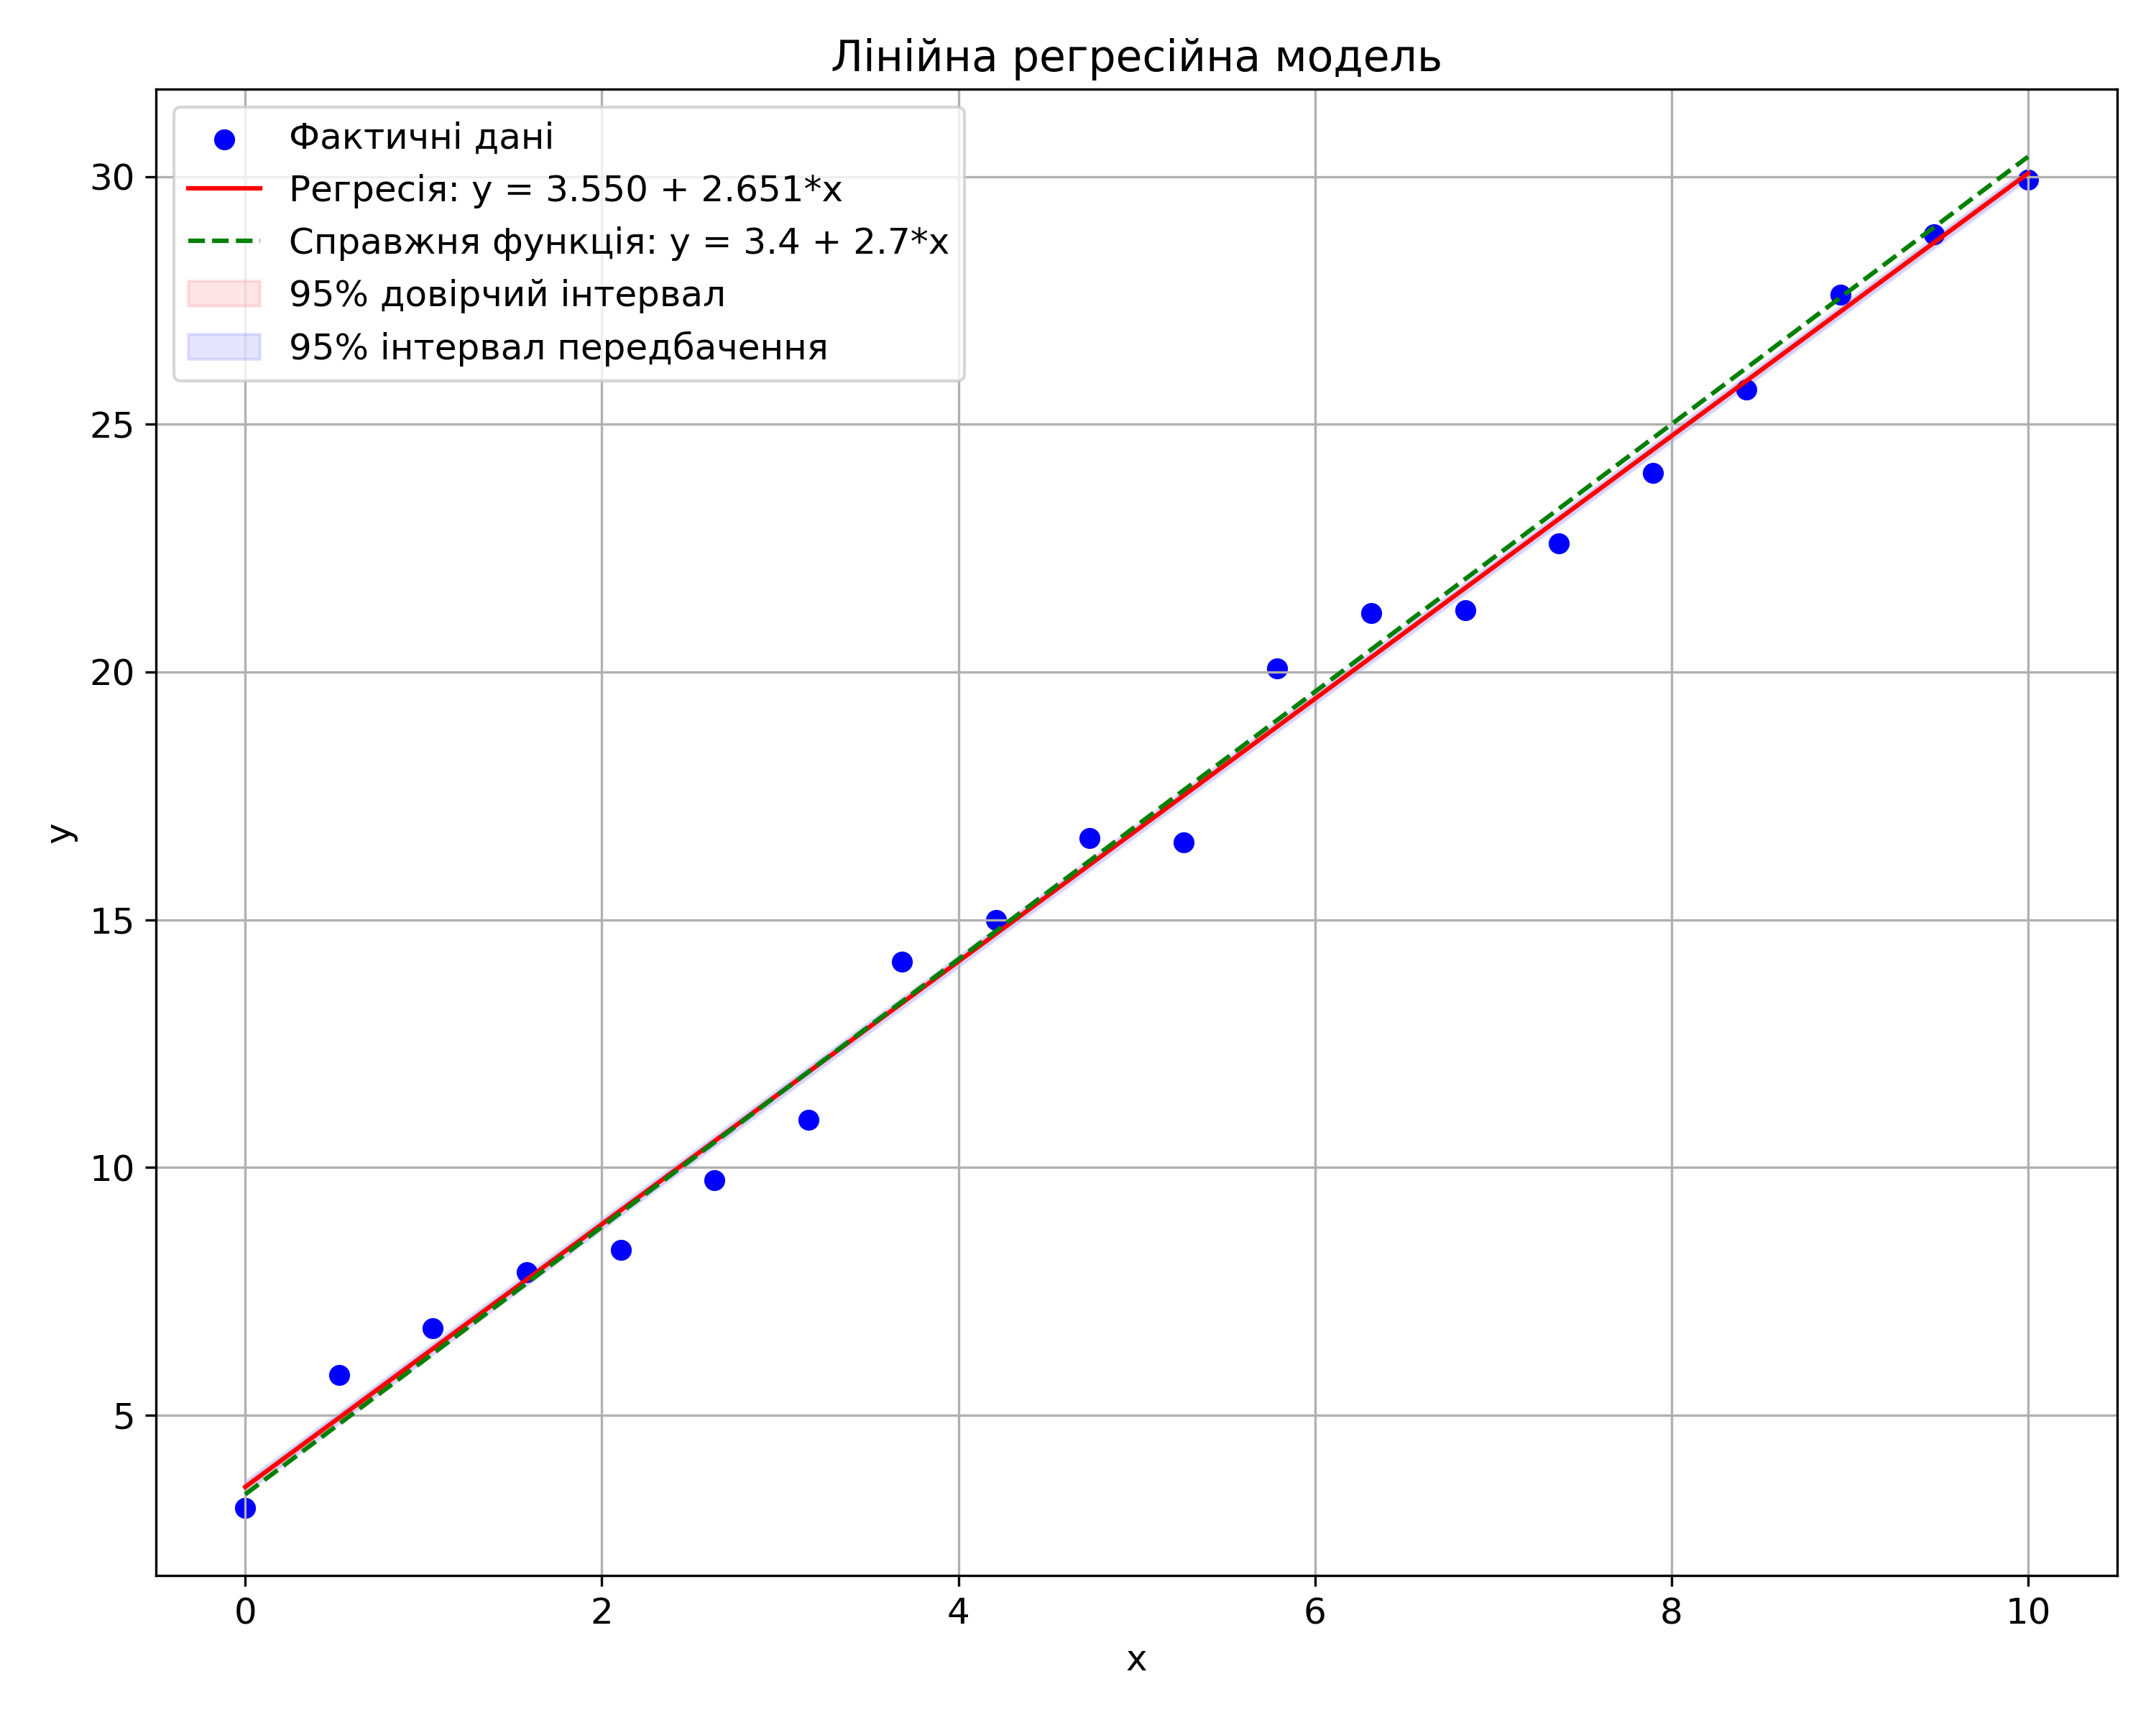 Лінійна регресійна модель
Фактичні дані
Регресія: y = 3.550 + 2.651*x
Справжня функція: y = 3.4 + 2.7*x
95% довірчий інтервал
95% інтервал передбачення
30
25
20
15
10
5
y
0 2 4 6 8 10
x